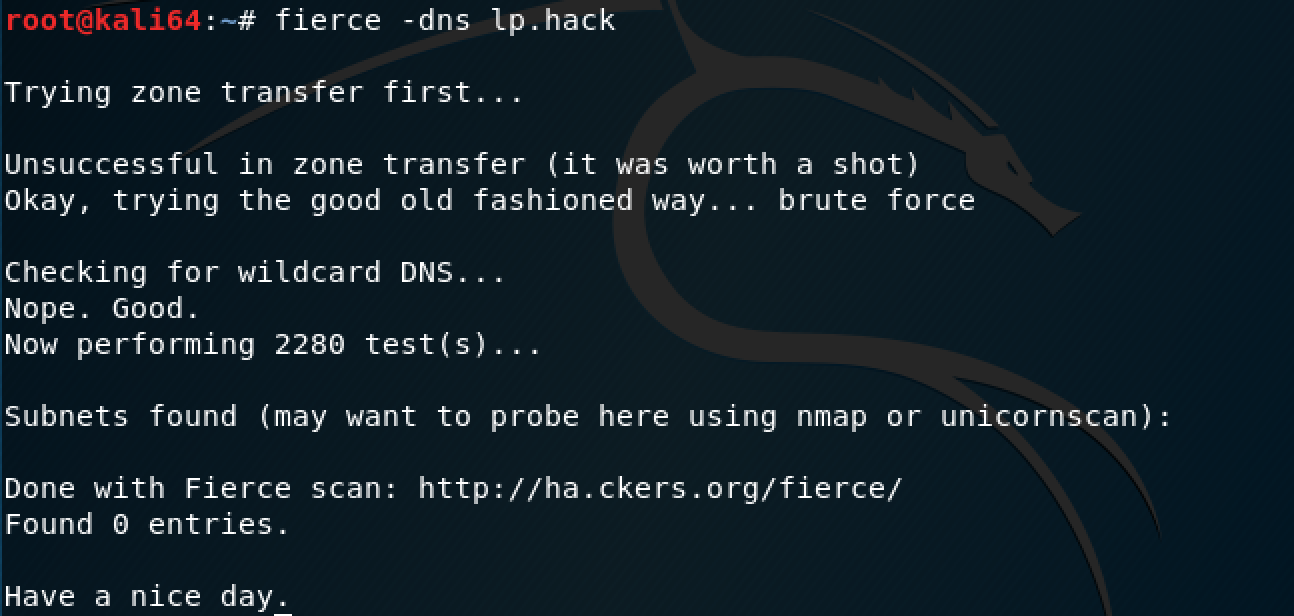 root@kali64:~# fierce -dns lp.hack
Trying zone transfer first...
Unsuccessful in zone transfer (it was worth a shot)
Okay, trying the good old fashioned way... brute force
Checking for wildcard DNS...
Nope. Good.
Now performing 2280 test(s)...
Subnets found (may want to probe here using nmap or unicornscan):
Done with Fierce scan: http://ha.ckers.org/fierce/
Found 0 entries.
Have a nice day.